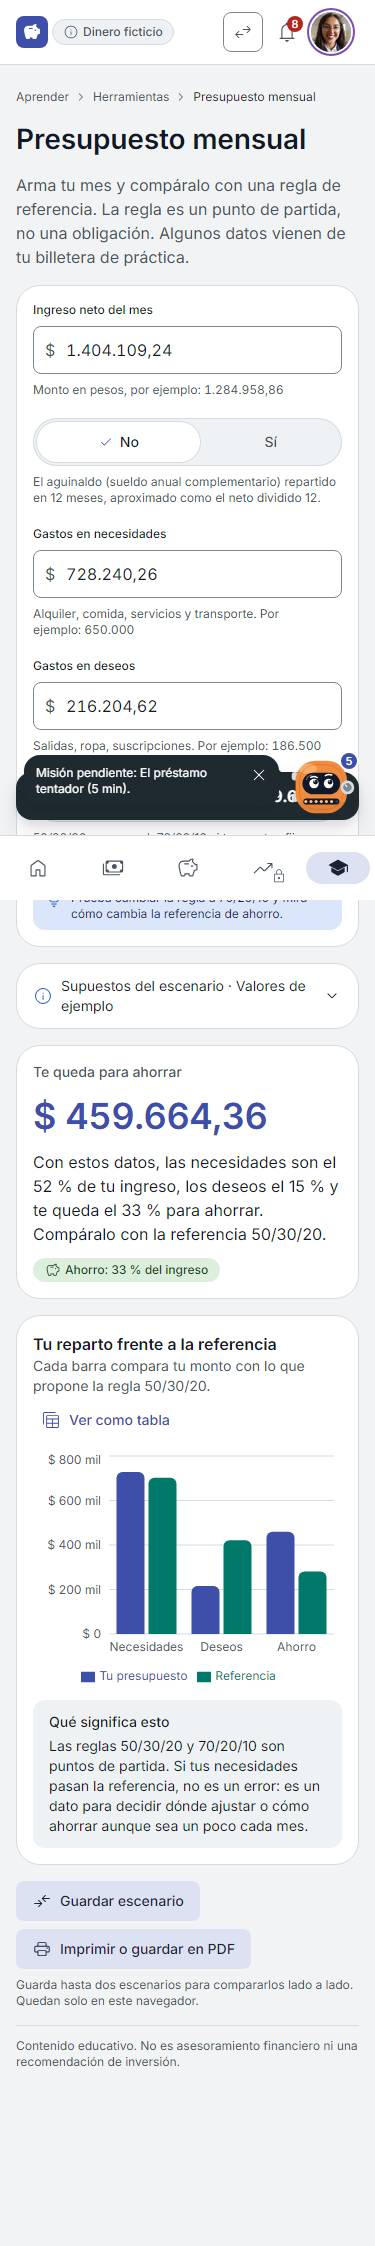 Dinero ficticio
8
Aprender > Herramientas > Presupuesto mensual
Presupuesto mensual
Arma tu mes y compáralo con una regla de
referencia. La regla es un punto de partida,
no una obligación. Algunos datos vienen de
tu billetera de práctica.
Ingreso neto del mes
$ 1.404.109,24
Monto en pesos, por ejemplo: 1.284.958,86
No
Sí
El aguinaldo (sueldo anual complementario) repartido
en 12 meses, aproximado como el neto dividido 12.
Gastos en necesidades
$ 728.240,26
Alquiler, comida, servicios y transporte. Por
ejemplo: 650.000
Gastos en deseos
$ 216.204,62
Salidas, ropa, suscripciones. Por ejemplo: 186.500
Misión pendiente: El préstamo
tentador (5 min).
5
cómo cambia la referencia de ahorro.
Supuestos del escenario · Valores de
ejemplo
Te queda para ahorrar
$ 459.664,36
Con estos datos, las necesidades son el
52 % de tu ingreso, los deseos el 15 % y
te queda el 33 % para ahorrar.
Compáralo con la referencia 50/30/20.
Ahorro: 33 % del ingreso
Tu reparto frente a la referencia
Cada barra compara tu monto con lo que
propone la regla 50/30/20.
Ver como tabla
$ 800 mil
$ 600 mil
$ 400 mil
$ 200 mil
$ 0
Necesidades Deseos Ahorro
Tu presupuesto Referencia
Qué significa esto
Las reglas 50/30/20 y 70/20/10 son
puntos de partida. Si tus necesidades
pasan la referencia, no es un error: es un
dato para decidir dónde ajustar o cómo
ahorrar aunque sea un poco cada mes.
Guardar escenario
Imprimir o guardar en PDF
Guarda hasta dos escenarios para compararlos lado a lado.
Quedan solo en este navegador.
Contenido educativo. No es asesoramiento financiero ni una
recomendación de inversión.